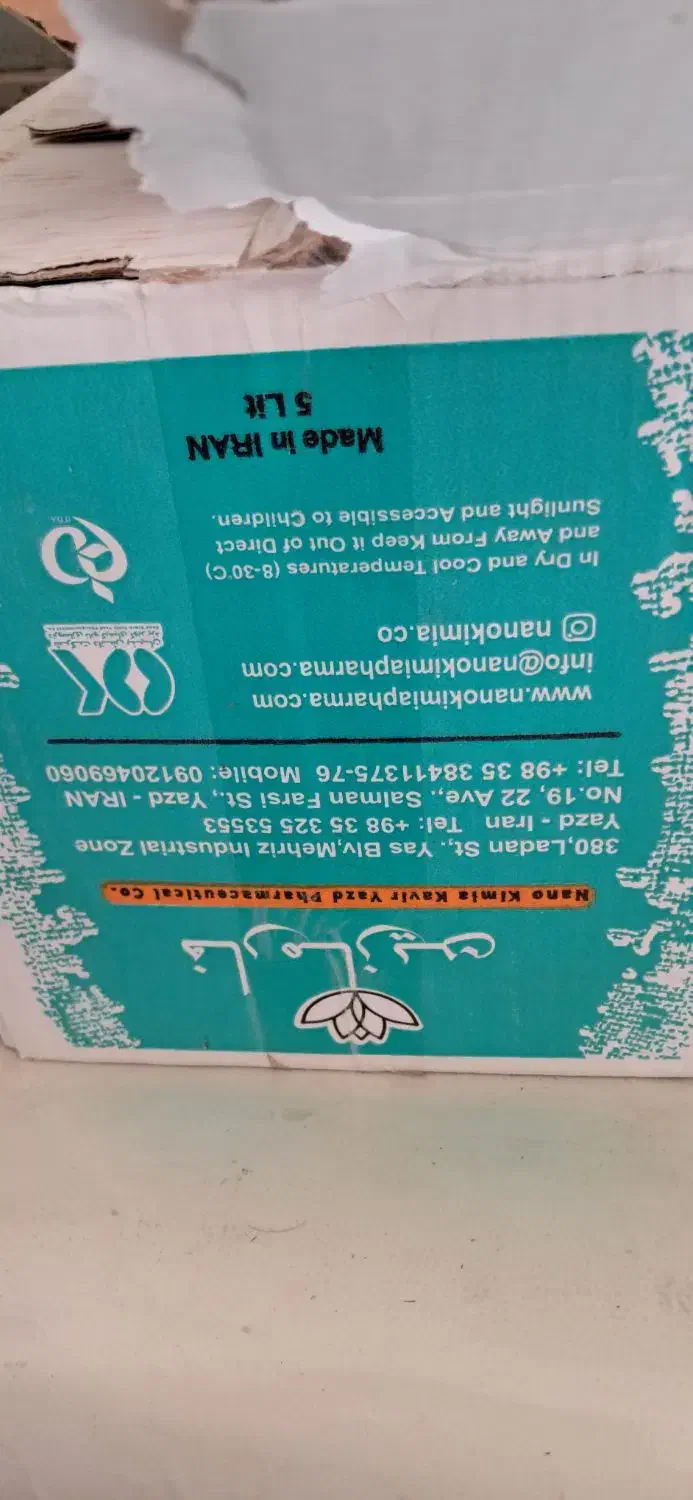 فارمازیت
Nano Kimia Kavir Yazd Pharmaceutical Co.
380,Ladan St,. Yas Blv,Mehriz Industrial Zone
Yazd - Iran Tel: +98 35 325 53553
No.19, 22 Ave,. Salman Farsi St,. Yazd - IRAN
Tel: +98 35 38411375-76 Mobile: 09120469060
www.nanokimiapharma.com
info@nanokimiapharma.com
nanokimia.co
In Dry and Cool Temperatures (8-30°C)
and Away From Keep it Out of Direct
Sunlight and Accessible to Children.
Made in IRAN
5 Lit